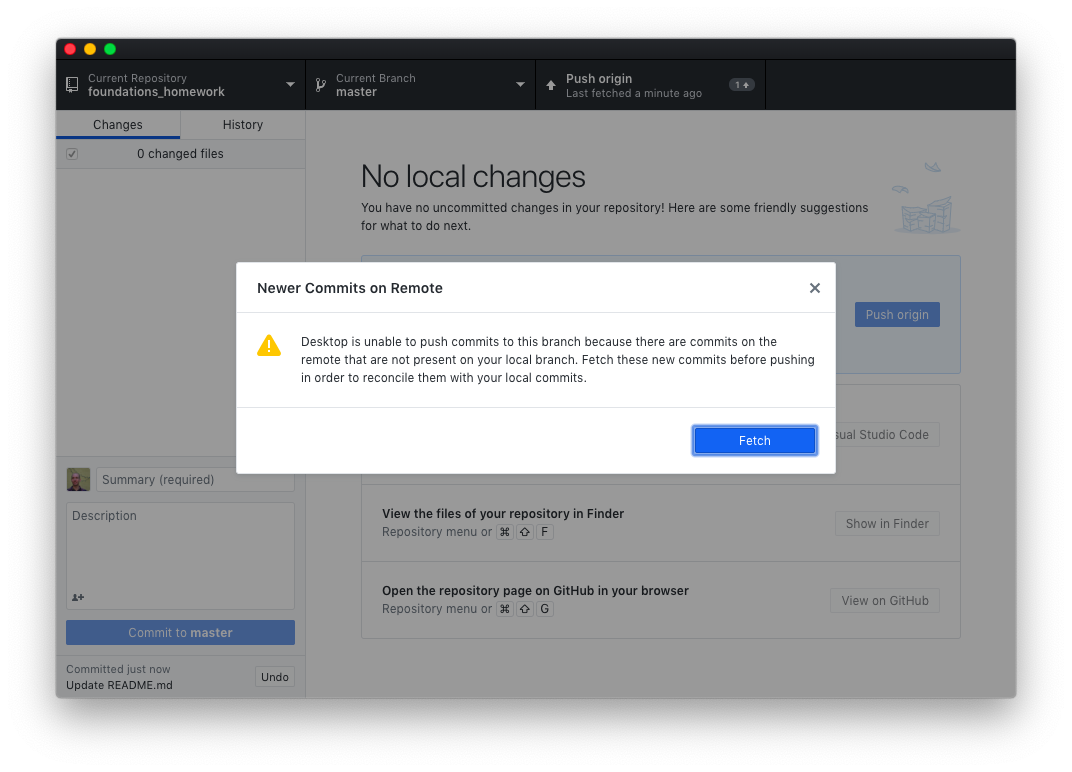 Current Repository
foundations_homework
Current Branch
master
Push origin
Last fetched a minute ago
1
Changes
History
0 changed files
No local changes
You have no uncommitted changes in your repository! Here are some friendly suggestions
for what to do next.
Push origin
Newer Commits on Remote
Desktop is unable to push commits to this branch because there are commits on the
remote that are not present on your local branch. Fetch these new commits before pushing
in order to reconcile them with your local commits.
Fetch
Studio Code
View the files of your repository in Finder
Repository menu or ⌘ ⇧ F
Show in Finder
Open the repository page on GitHub in your browser
Repository menu or ⌘ ⇧ G
View on GitHub
Summary (required)
Description
Commit to master
Committed just now
Update README.md
Undo